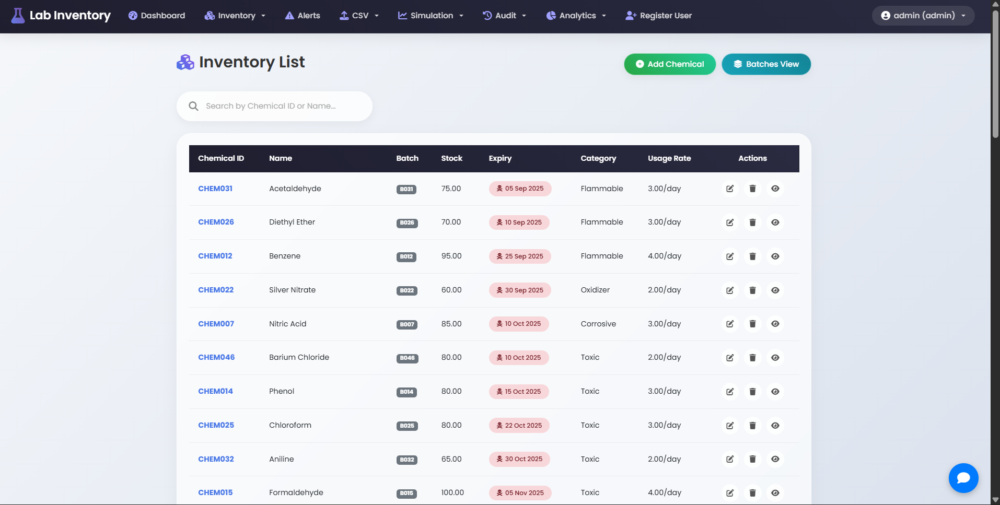 Lab Inventory Dashboard Inventory Alerts CSV Simulation Audit Analytics Register User admin (admin)
Inventory List Add Chemical Batches View
Search by Chemical ID or Name...
Chemical ID Name Batch Stock Expiry Category Usage Rate Actions
CHEM031 Acetaldehyde B031 75.00 05 Sep 2025 Flammable 3.00/day
CHEM026 Diethyl Ether B026 70.00 10 Sep 2025 Flammable 3.00/day
CHEM012 Benzene B012 95.00 25 Sep 2025 Flammable 4.00/day
CHEM022 Silver Nitrate B022 60.00 30 Sep 2025 Oxidizer 2.00/day
CHEM007 Nitric Acid B007 85.00 10 Oct 2025 Corrosive 3.00/day
CHEM046 Barium Chloride B046 80.00 10 Oct 2025 Toxic 2.00/day
CHEM014 Phenol B014 80.00 15 Oct 2025 Toxic 3.00/day
CHEM025 Chloroform B025 80.00 22 Oct 2025 Toxic 3.00/day
CHEM032 Aniline B032 65.00 30 Oct 2025 Toxic 2.00/day
CHEM015 Formaldehyde B015 100.00 05 Nov 2025 Toxic 4.00/day